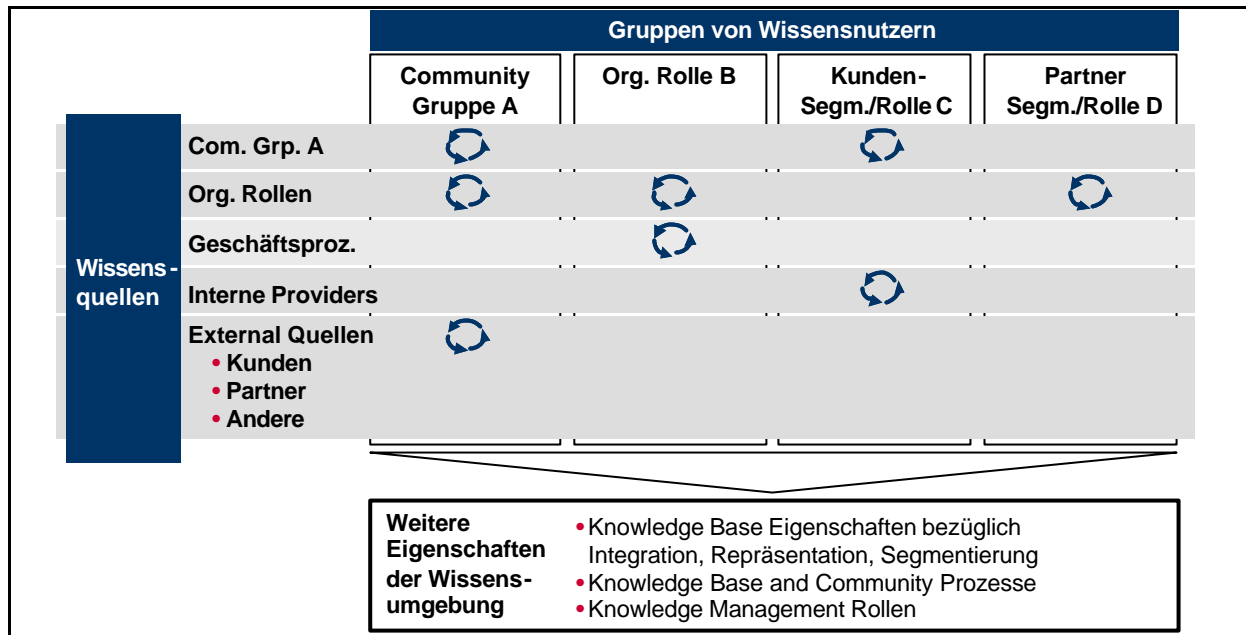 Gruppen von Wissensnutzern
Community
Gruppe A
Org. Rolle B
Kunden-
Segm./Rolle C
Partner
Segm./Rolle D
Wissens-
quellen
Com. Grp. A
Org. Rollen
Geschäftsproz.
Interne Providers
External Quellen
• Kunden
• Partner
• Andere
Weitere
Eigenschaften
der Wissens-
umgebung
• Knowledge Base Eigenschaften bezüglich
Integration, Repräsentation, Segmentierung
• Knowledge Base and Community Prozesse
• Knowledge Management Rollen